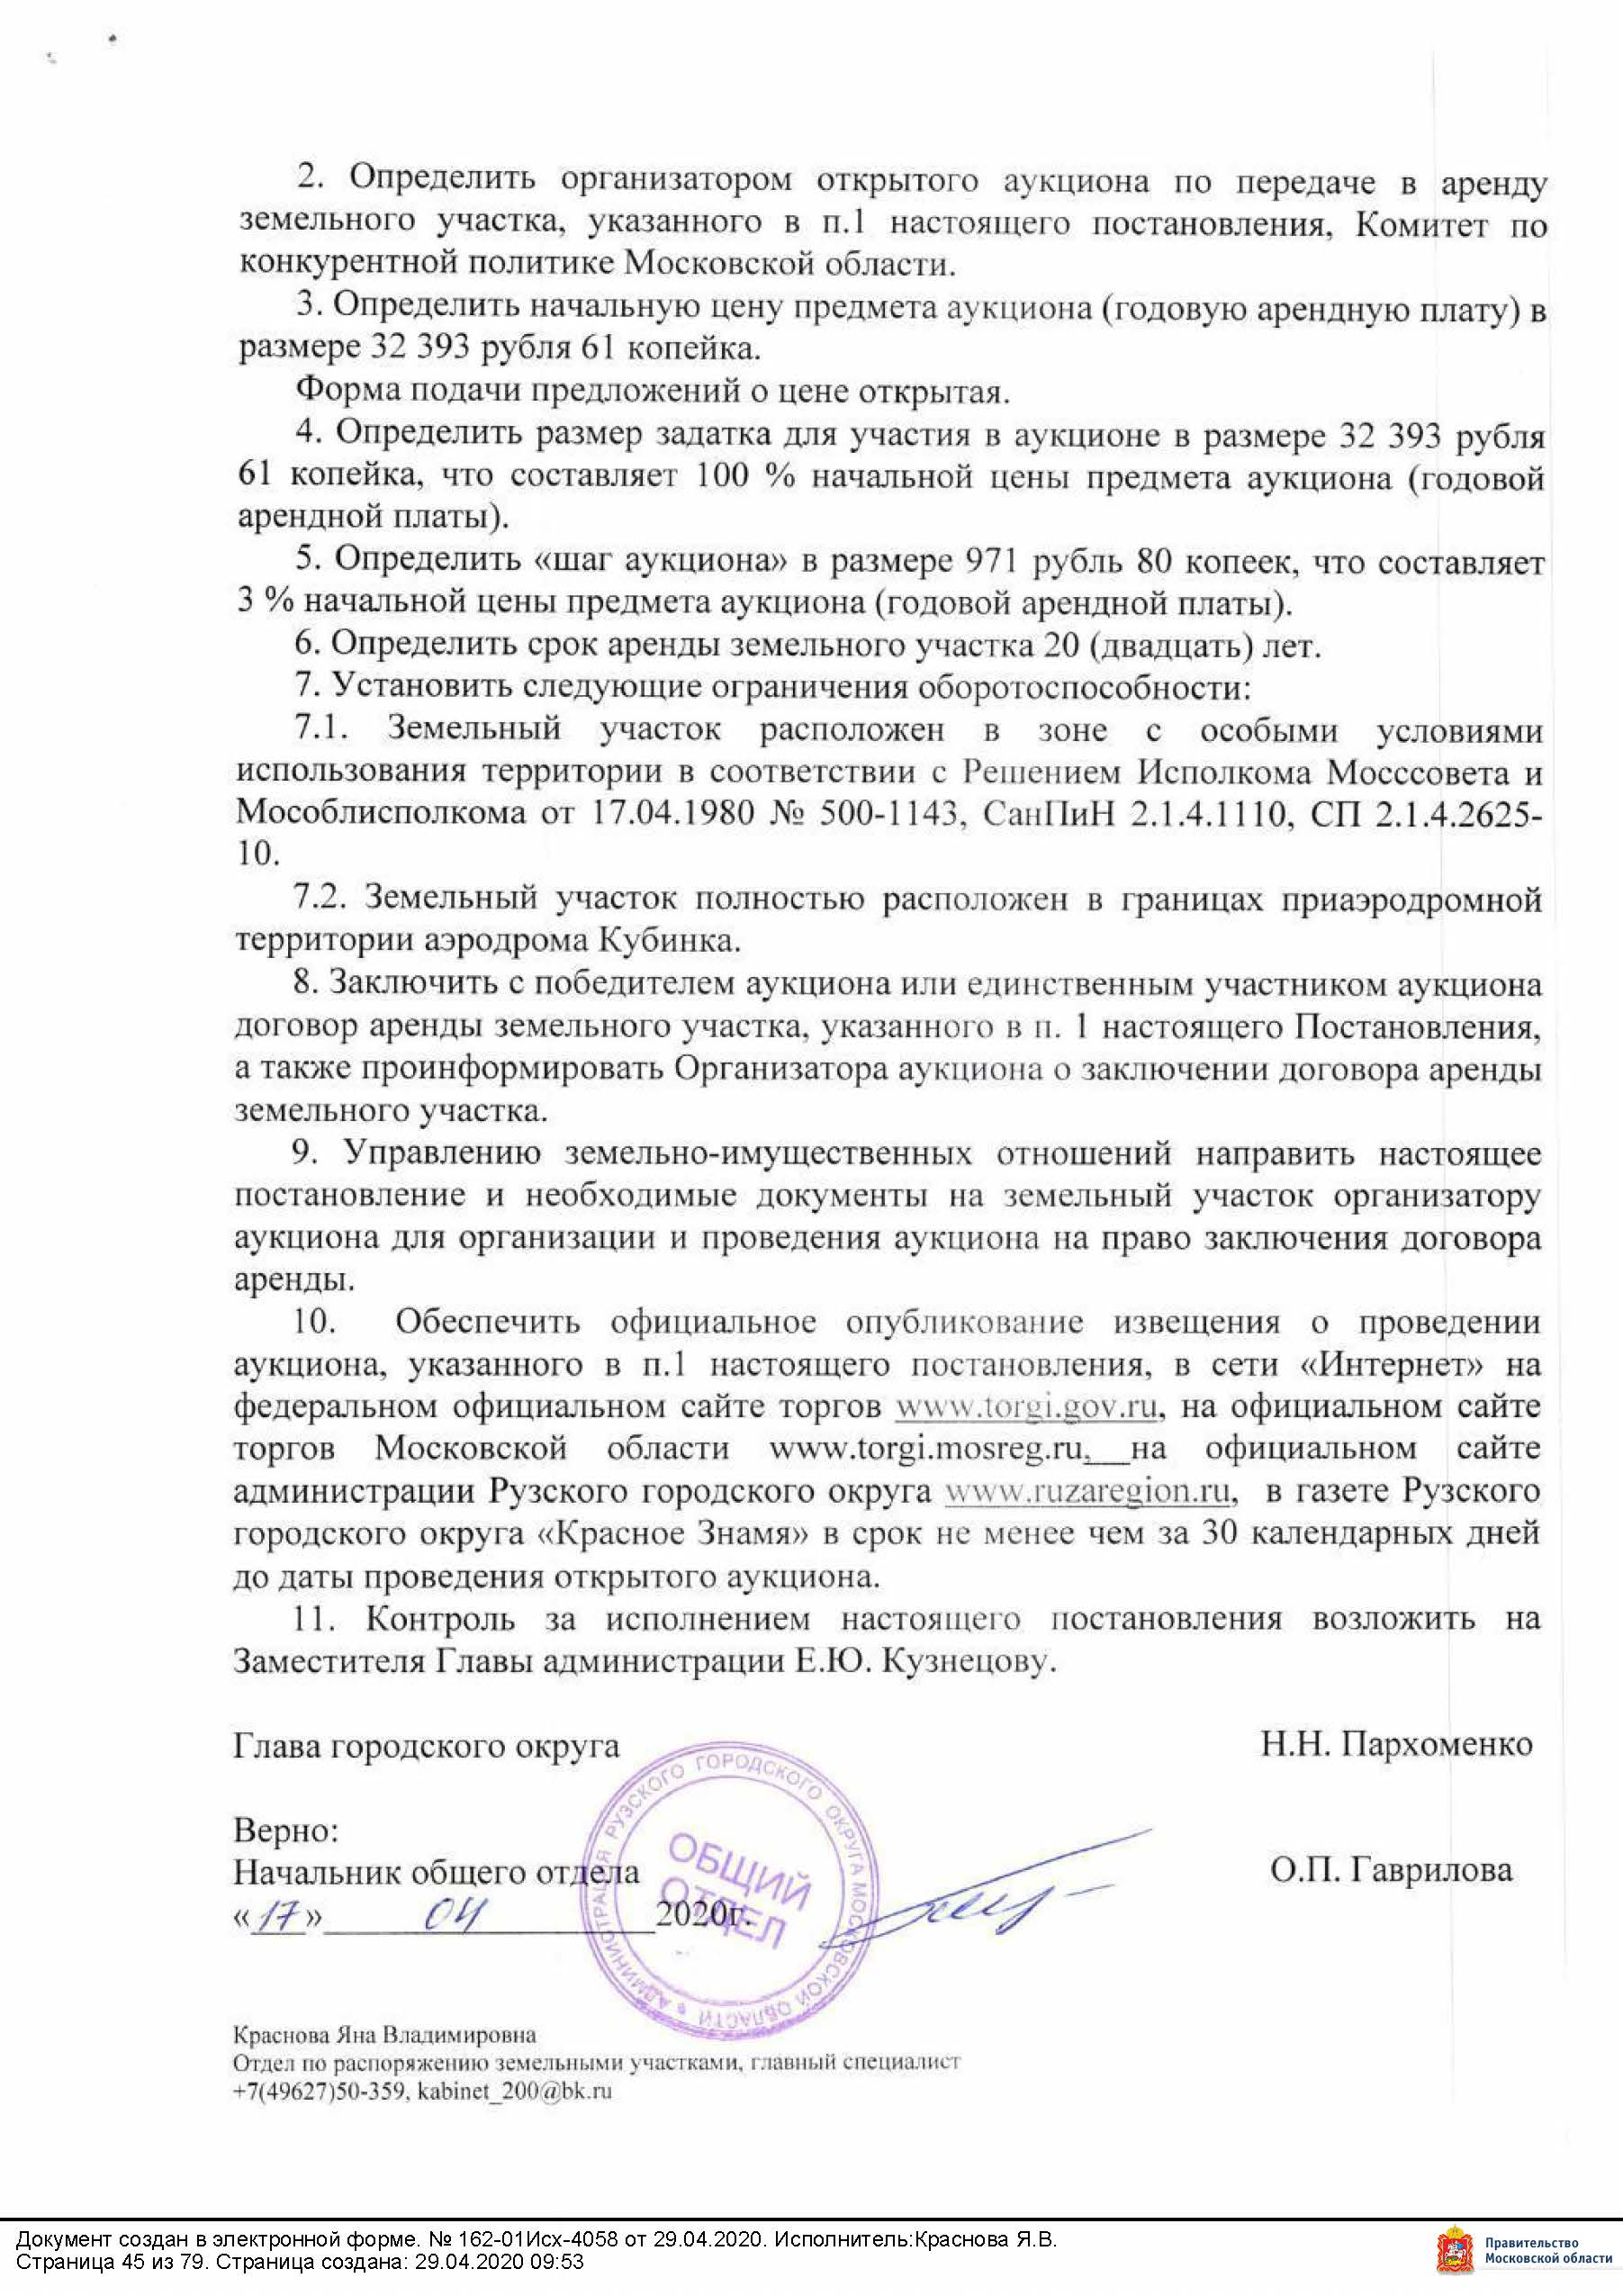 2. Определить организатором открытого аукциона по передаче в аренду
земельного участка, указанного в п.1 настоящего постановления, Комитет по
конкурентной политике Московской области.
3. Определить начальную цену предмета аукциона (годовую арендную плату) в
размере 32 393 рубля 61 копейка.
Форма подачи предложений о цене открытая.
4. Определить размер задатка для участия в аукционе в размере 32 393 рубля
61 копейка, что составляет 100 % начальной цены предмета аукциона (годовой
арендной платы).
5. Определить «шаг аукциона» в размере 971 рубль 80 копеек, что составляет
3 % начальной цены предмета аукциона (годовой арендной платы).
6. Определить срок аренды земельного участка 20 (двадцать) лет.
7. Установить следующие ограничения оборотоспособности:
7.1. Земельный участок расположен в зоне с особыми условиями
использования территории в соответствии с Решением Исполкома Мосссовета и
Мособлисполкома от 17.04.1980 № 500-1143, СанПиН 2.1.4.1110, СП 2.1.4.2625-
10.
7.2. Земельный участок полностью расположен в границах приаэродромной
территории аэродрома Кубинка.
8. Заключить с победителем аукциона или единственным участником аукциона
договор аренды земельного участка, указанного в п. 1 настоящего Постановления,
а также проинформировать Организатора аукциона о заключении договора аренды
земельного участка.
9. Управлению земельно-имущественных отношений направить настоящее
постановление и необходимые документы на земельный участок организатору
аукциона для организации и проведения аукциона на право заключения договора
аренды.
10. Обеспечить официальное опубликование извещения о проведении
аукциона, указанного в п.1 настоящего постановления, в сети «Интернет» на
федеральном официальном сайте торгов www.torgi.gov.ru, на официальном сайте
торгов Московской области www.torgi.mosreg.ru, на официальном сайте
администрации Рузского городского округа www.ruzaregion.ru, в газете Рузского
городского округа «Красное Знамя» в срок не менее чем за 30 календарных дней
до даты проведения открытого аукциона.
11. Контроль за исполнением настоящего постановления возложить на
Заместителя Главы администрации Е.Ю. Кузнецову.
Глава городского округа Н.Н. Пархоменко
Верно:
Начальник общего отдела О.П. Гаврилова
«17» 04 2020г.
АДМИНИСТРАЦИЯ РУЗСКОГО ГОРОДСКОГО ОКРУГА МОСКОВСКОЙ ОБЛАСТИ
ОБЩИЙ
ОТДЕЛ
Краснова Яна Владимировна
Отдел по распоряжению земельными участками, главный специалист
+7(49627)50-359, kabinet_200@bk.ru
Документ создан в электронной форме. № 162-01Исх-4058 от 29.04.2020. Исполнитель:Краснова Я.В.
Страница 45 из 79. Страница создана: 29.04.2020 09:53
Правительство
Московской области